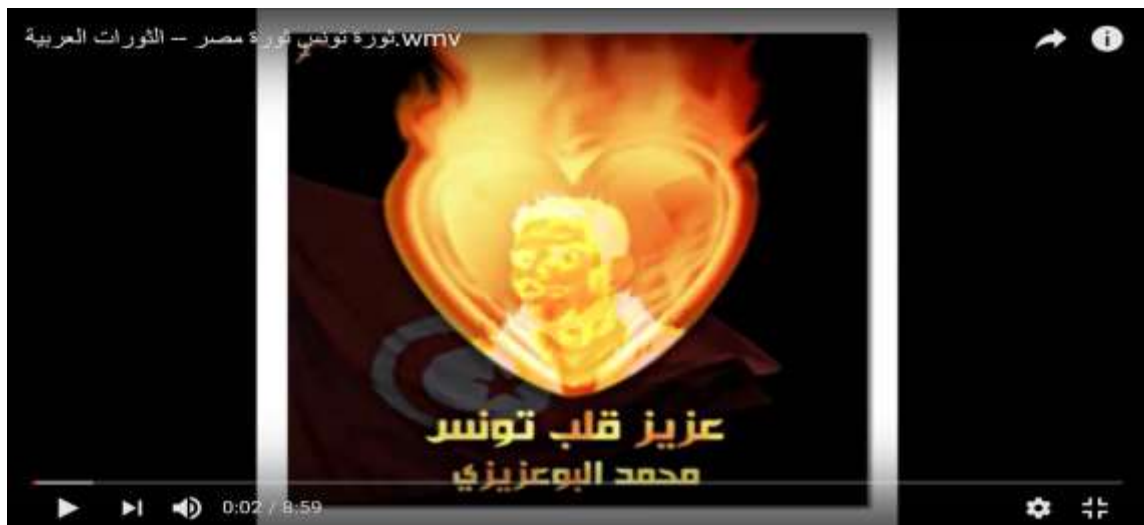 ثورة تونس ثورة مصر – الثورات العربية.wmv
عزيز قلب تونس
محمد البوعزيزي
0:02 / 8:59